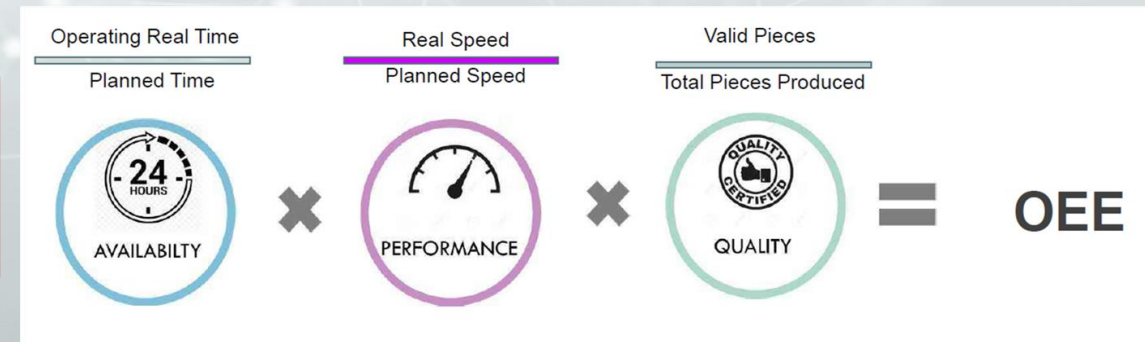 Operating Real Time
Planned Time
Real Speed
Planned Speed
Valid Pieces
Total Pieces Produced
24
HOURS
AVAILABILTY
PERFORMANCE
QUALITY
CERTIFIED
QUALITY
OEE